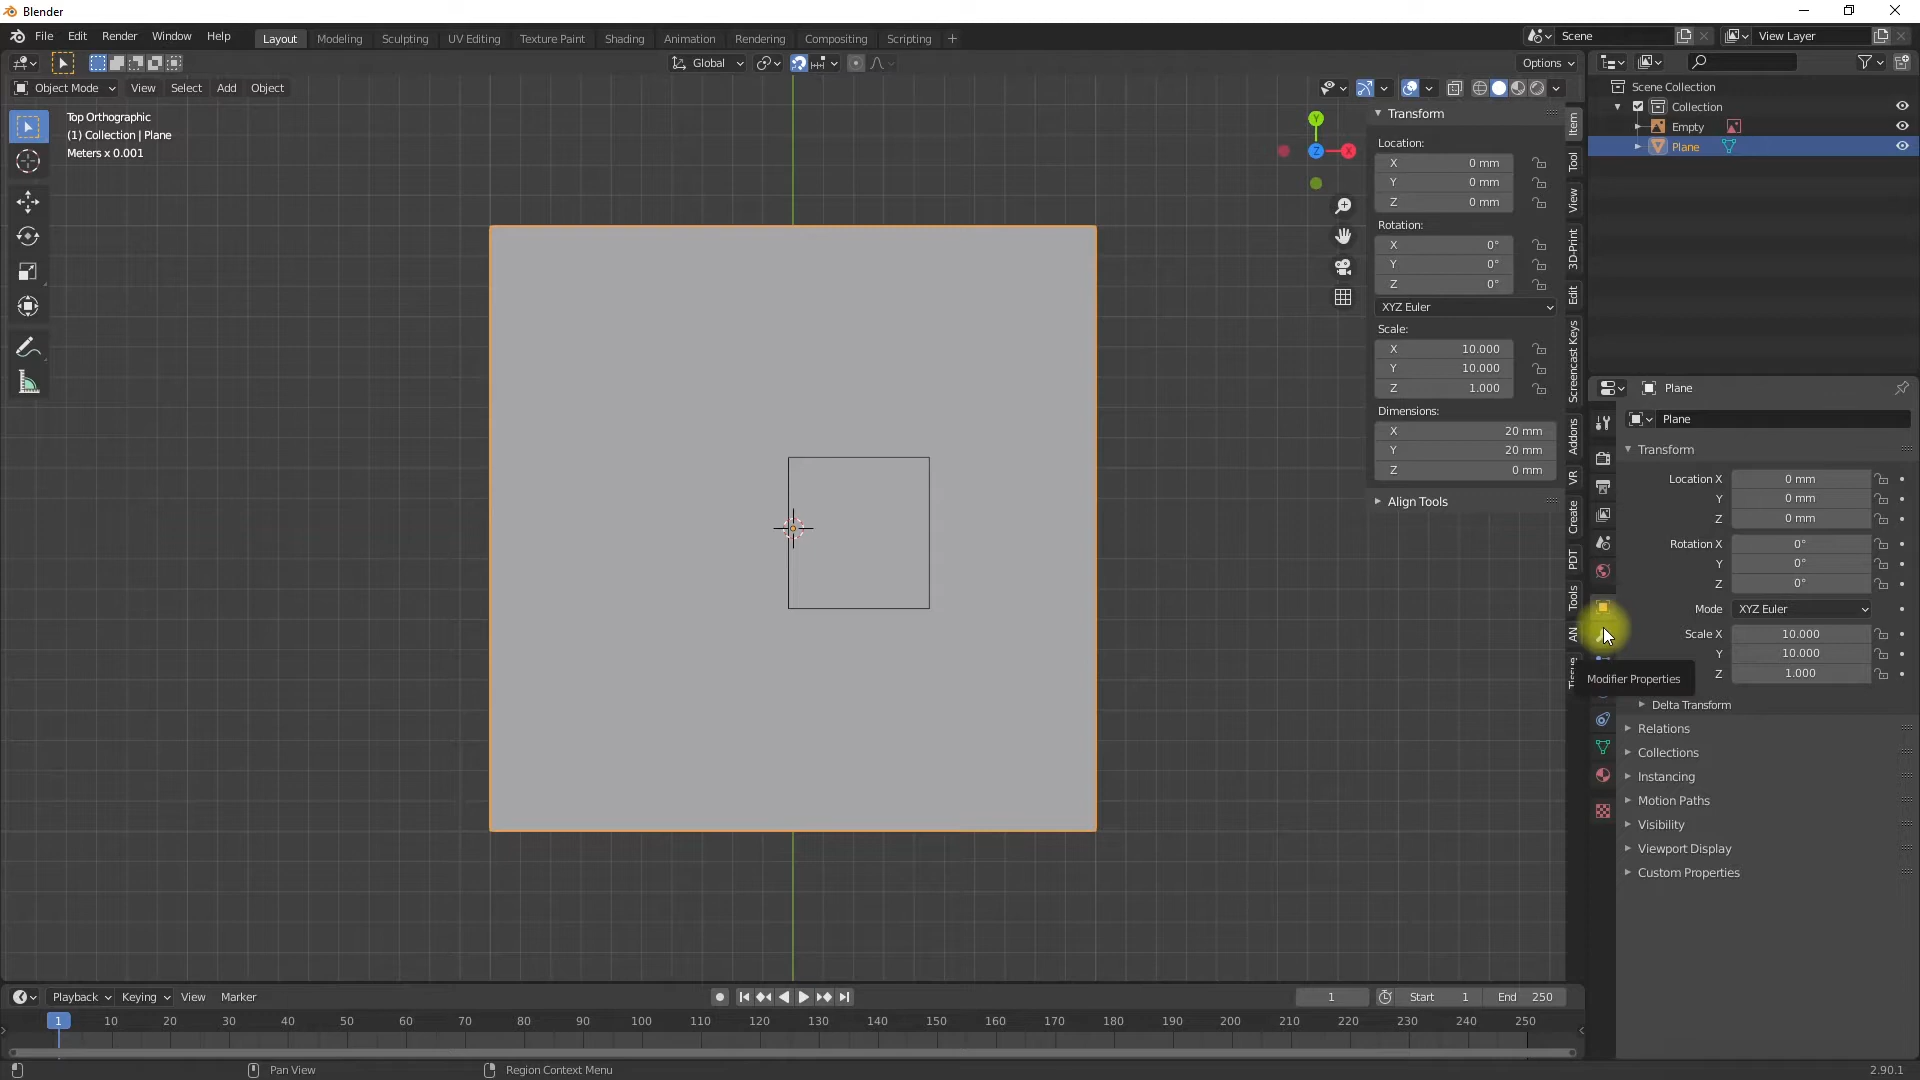 Blender
File Edit Render Window Help
Layout Modeling Sculpting UV Editing Texture Paint Shading Animation Rendering Compositing Scripting +
Scene
View Layer
Global
Options
Object Mode View Select Add Object
Top Orthographic
(1) Collection | Plane
Meters x 0.001
Y
Z
X
Transform
Location:
X 0 mm
Y 0 mm
Z 0 mm
Rotation:
X 0°
Y 0°
Z 0°
XYZ Euler
Scale:
X 10.000
Y 10.000
Z 1.000
Dimensions:
X 20 mm
Y 20 mm
Z 0 mm
Align Tools
Item
Tool
View
3D-Print
Edit
Screencast Keys
Addons
VR
Create
PDT
Tools
AN
Scene Collection
Collection
Empty
Plane
Plane
Plane
Transform
Location X 0 mm
Y 0 mm
Z 0 mm
Rotation X 0°
Y 0°
Z 0°
Mode XYZ Euler
Scale X 10.000
Y 10.000
Z 1.000
Modifier Properties
Delta Transform
Relations
Collections
Instancing
Motion Paths
Visibility
Viewport Display
Custom Properties
Playback Keying View Marker
1 Start 1 End 250
1 10 20 30 40 50 60 70 80 90 100 110 120 130 140 150 160 170 180 190 200 210 220 230 240 250
Pan View Region Context Menu 2.90.1